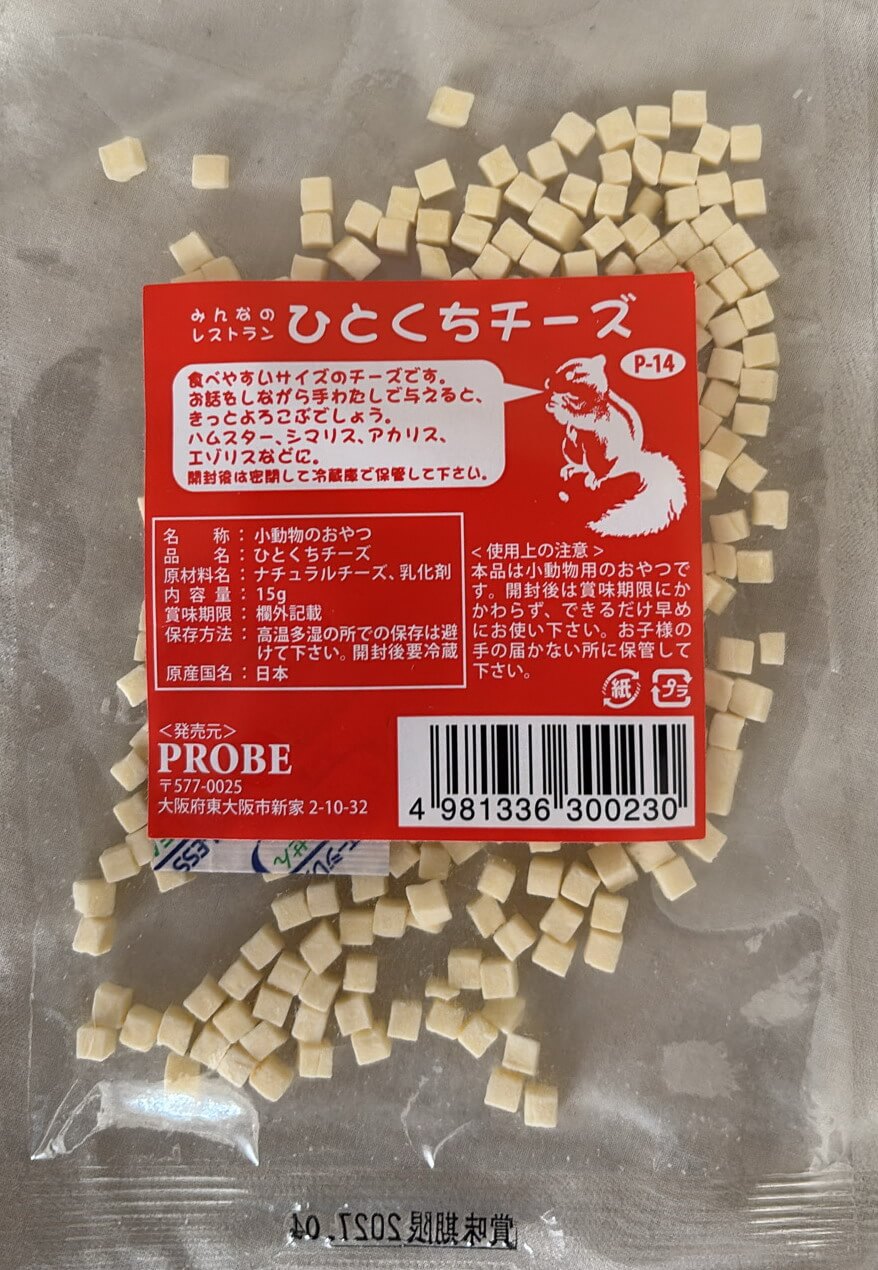 みんなの
レストラン
ひとくちチーズ
P-14
食べやすいサイズのチーズです。
お話をしながら手わたしで与えると、
きっとよろこぶでしょう。
ハムスター、シマリス、アカリス、
エゾリスなどに。
開封後は密閉して冷蔵庫で保管して下さい。
名　　称：小動物のおやつ
品　　名：ひとくちチーズ
原材料名：ナチュラルチーズ、乳化剤
内 容 量：15g
賞味期限：欄外記載
保存方法：高温多湿の所での保存は避
けて下さい。開封後要冷蔵
原産国名：日本
＜使用上の注意＞
本品は小動物用のおやつで
す。開封後は賞味期限にか
かわらず、できるだけ早め
にお使い下さい。お子様の
手の届かない所に保管して
下さい。
紙
プラ
＜発売元＞
PROBE
〒577-0025
大阪府東大阪市新家 2-10-32
4 981336 300230
LESS
せん
賞味期限2027.04